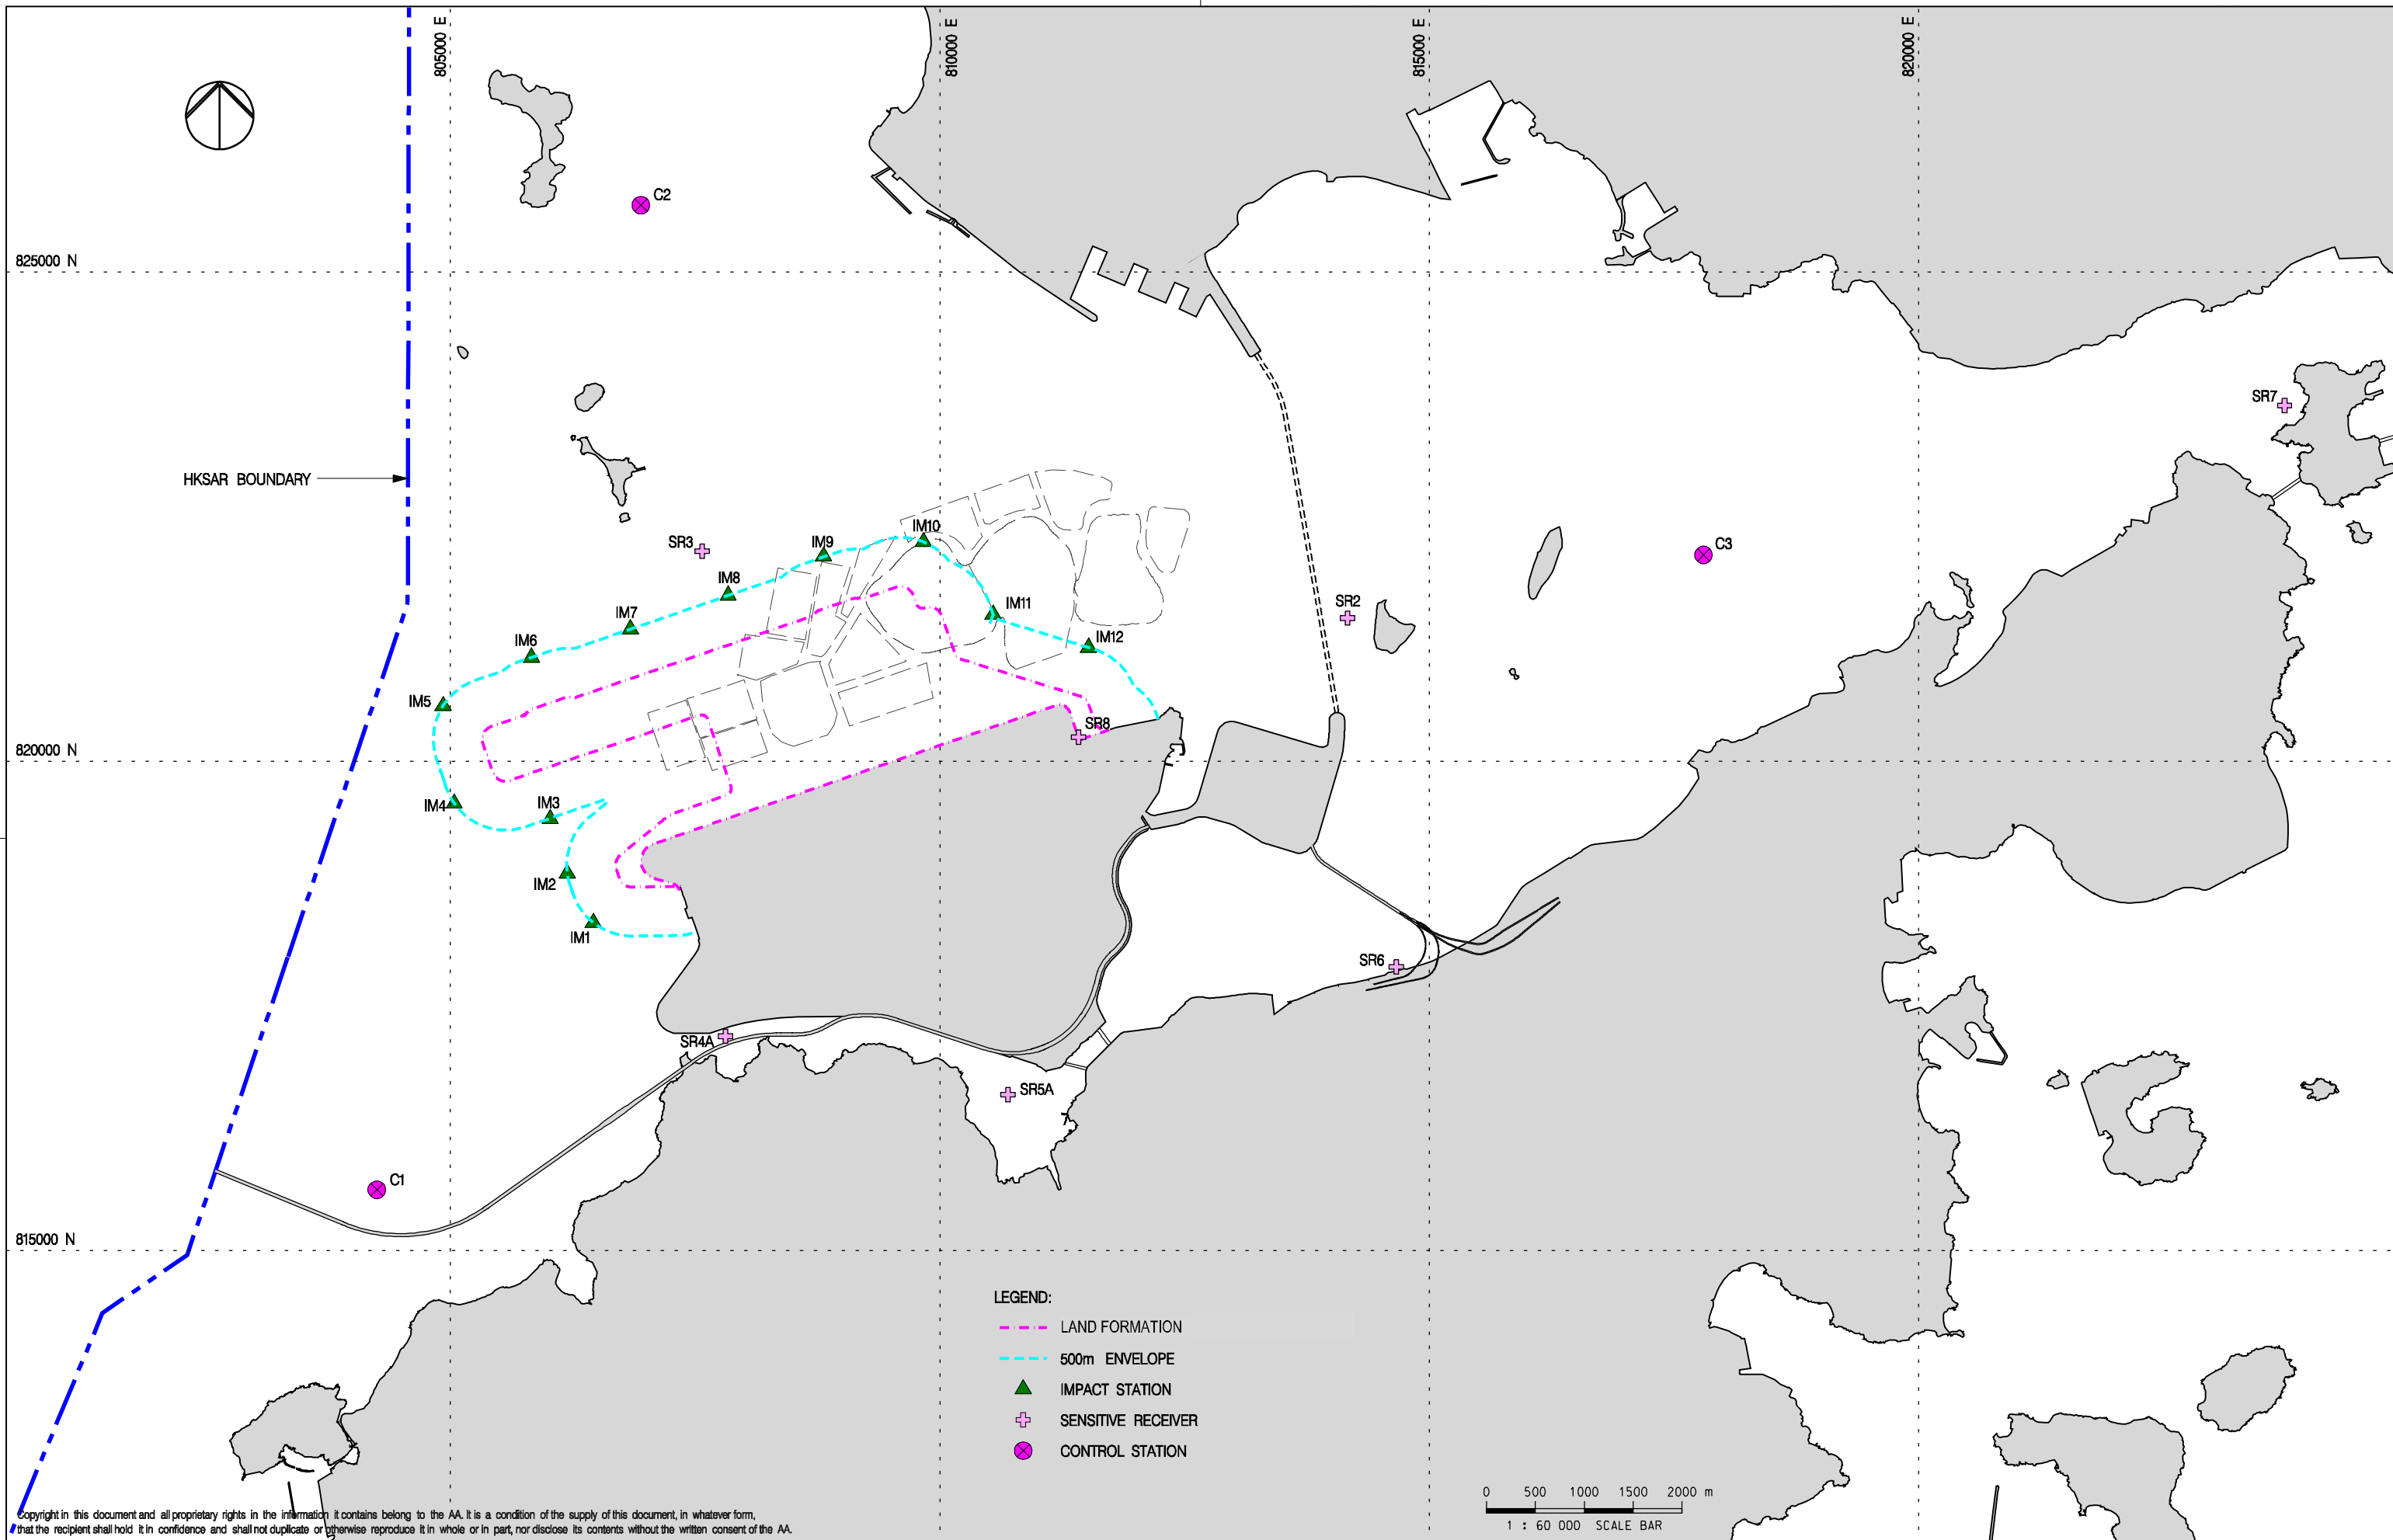 805000 E
810000 E
815000 E
820000 E
C2
825000 N
SR7
HKSAR BOUNDARY
IM10
SR3
IM9
C3
IM8
SR2
IM7
IM11
IM12
IM6
IM5
SR8
820000 N
IM4
IM3
IM2
IM1
SR6
SR4A
SR5A
C1
815000 N
LEGEND:
LAND FORMATION
500m ENVELOPE
IMPACT STATION
SENSITIVE RECEIVER
CONTROL STATION
0 500 1000 1500 2000 m
1 : 60 000 SCALE BAR
Copyright in this document and all proprietary rights in the information it contains belong to the AA. It is a condition of the supply of this document, in whatever form,
that the recipient shall hold it in confidence and shall not duplicate or otherwise reproduce it in whole or in part, nor disclose its contents without the written consent of the AA.